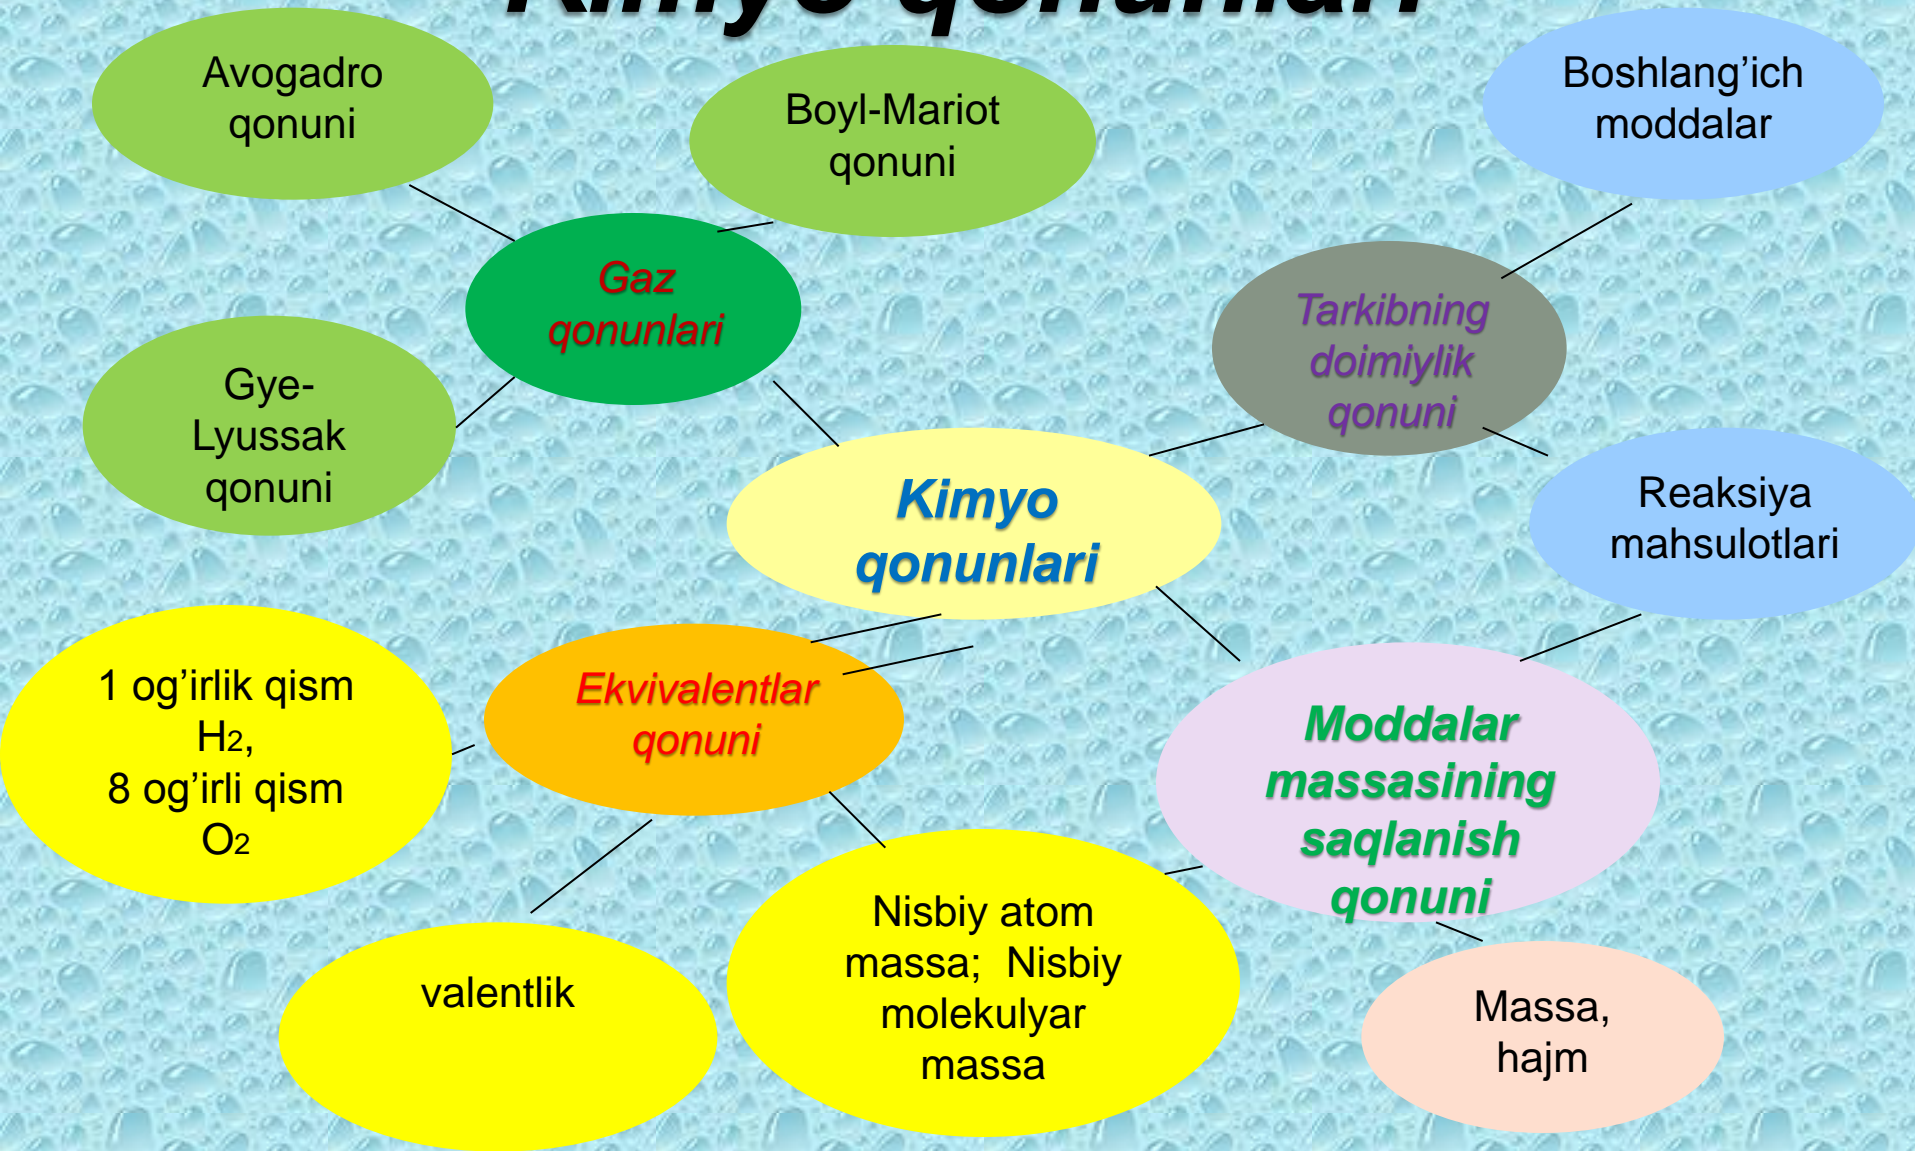 Kimyo qonunlari
Avogadro
qonuni
Boyl-Mariot
qonuni
Boshlang’ich
moddalar
Gaz
qonunlari
Tarkibning
doimiylik
qonuni
Gye-
Lyussak
qonuni
Kimyo
qonunlari
Reaksiya
mahsulotlari
1 og’irlik qism
H2,
8 og’irli qism
O2
Ekvivalentlar
qonuni
Moddalar
massasining
saqlanish
qonuni
valentlik
Nisbiy atom
massa; Nisbiy
molekulyar
massa
Massa,
hajm